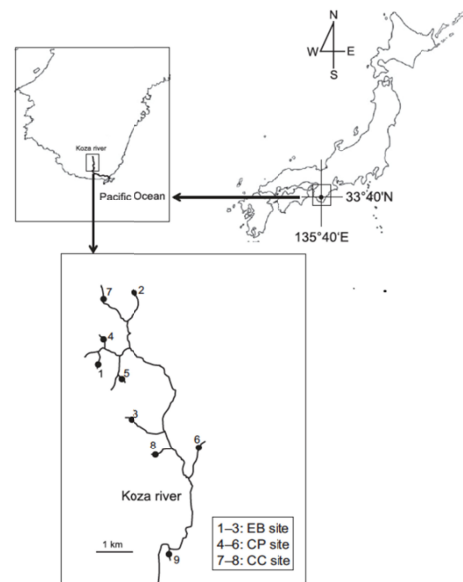 N
W E
S
Koza river
Pacific Ocean
33°40'N
135°40'E
7
2
4
1
5
3
8
6
Koza river
1–3: EB site
4–6: CP site
7–8: CC site
1 km
9